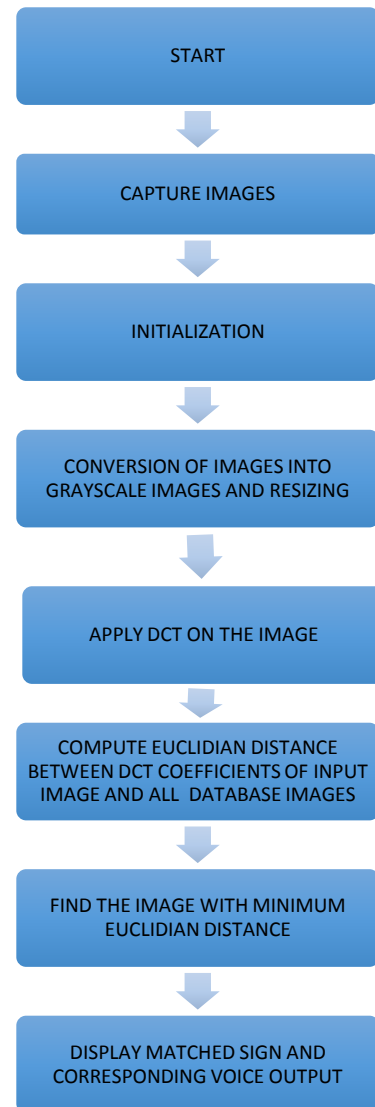 START
CAPTURE IMAGES
INITIALIZATION
CONVERSION OF IMAGES INTO
GRAYSCALE IMAGES AND RESIZING
APPLY DCT ON THE IMAGE
COMPUTE EUCLIDIAN DISTANCE
BETWEEN DCT COEFFICIENTS OF INPUT
IMAGE AND ALL DATABASE IMAGES
FIND THE IMAGE WITH MINIMUM
EUCLIDIAN DISTANCE
DISPLAY MATCHED SIGN AND
CORRESPONDING VOICE OUTPUT